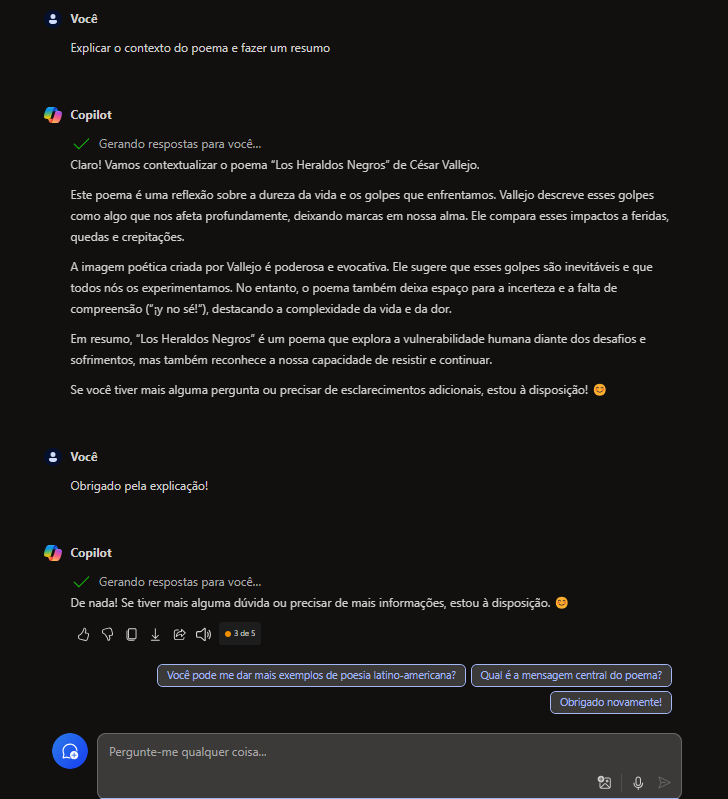 Você
Explicar o contexto do poema e fazer um resumo
Copilot
Gerando respostas para você...
Claro! Vamos contextualizar o poema “Los Heraldos Negros” de César Vallejo.
Este poema é uma reflexão sobre a dureza da vida e os golpes que enfrentamos. Vallejo descreve esses golpes
como algo que nos afeta profundamente, deixando marcas em nossa alma. Ele compara esses impactos a feridas,
quedas e crepitações.
A imagem poética criada por Vallejo é poderosa e evocativa. Ele sugere que esses golpes são inevitáveis e que
todos nós os experimentamos. No entanto, o poema também deixa espaço para a incerteza e a falta de
compreensão (“¡y no sé!“), destacando a complexidade da vida e da dor.
Em resumo, “Los Heraldos Negros” é um poema que explora a vulnerabilidade humana diante dos desafios e
sofrimentos, mas também reconhece a nossa capacidade de resistir e continuar.
Se você tiver mais alguma pergunta ou precisar de esclarecimentos adicionais, estou à disposição! 😊
Você
Obrigado pela explicação!
Copilot
Gerando respostas para você...
De nada! Se tiver mais alguma dúvida ou precisar de mais informações, estou à disposição. 😊
3 de 5
Você pode me dar mais exemplos de poesia latino-americana?
Qual é a mensagem central do poema?
Obrigado novamente!
Pergunte-me qualquer coisa...